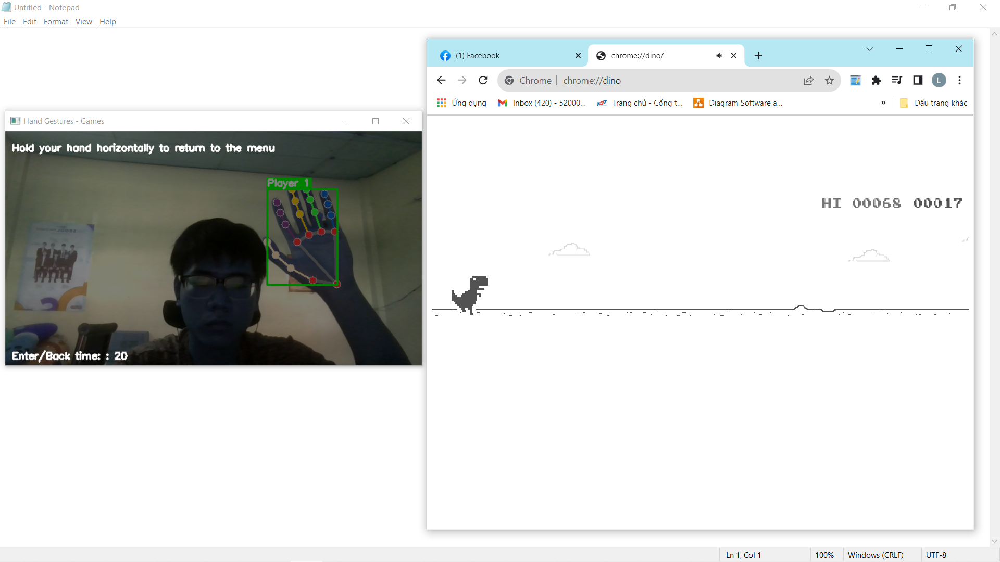 Untitled - Notepad
File Edit Format View Help
(1) Facebook
chrome://dino/
Chrome | chrome://dino
L
Ứng dụng
Inbox (420) - 52000...
Trang chủ - Cổng t...
Diagram Software a...
»
Dấu trang khác
Hand Gestures - Games
Hold your hand horizontally to return to the menu
Player 1
Enter/Back time: : 20
HI 00068 00017
Ln 1, Col 1
100%
Windows (CRLF)
UTF-8